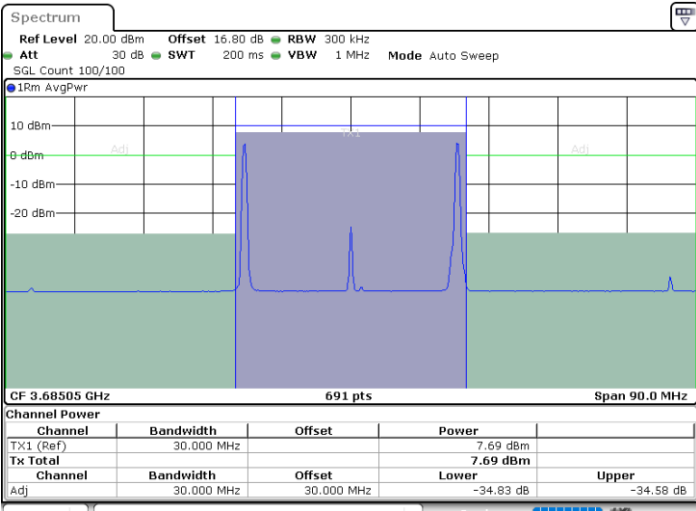 Spectrum
Ref Level 20.00 dBm Offset 16.80 dB RBW 300 kHz
Att 30 dB SWT 200 ms VBW 1 MHz Mode Auto Sweep
SGL Count 100/100
1Rm AvgPwr
10 dBm
TX1
0 dBm Adj Adj
-10 dBm
-20 dBm
CF 3.68505 GHz 691 pts Span 90.0 MHz
Channel Power
Channel Bandwidth Offset Power
TX1 (Ref) 30.000 MHz 7.69 dBm
Tx Total 7.69 dBm
Channel Bandwidth Offset Lower Upper
Adj 30.000 MHz 30.000 MHz -34.83 dB -34.58 dB